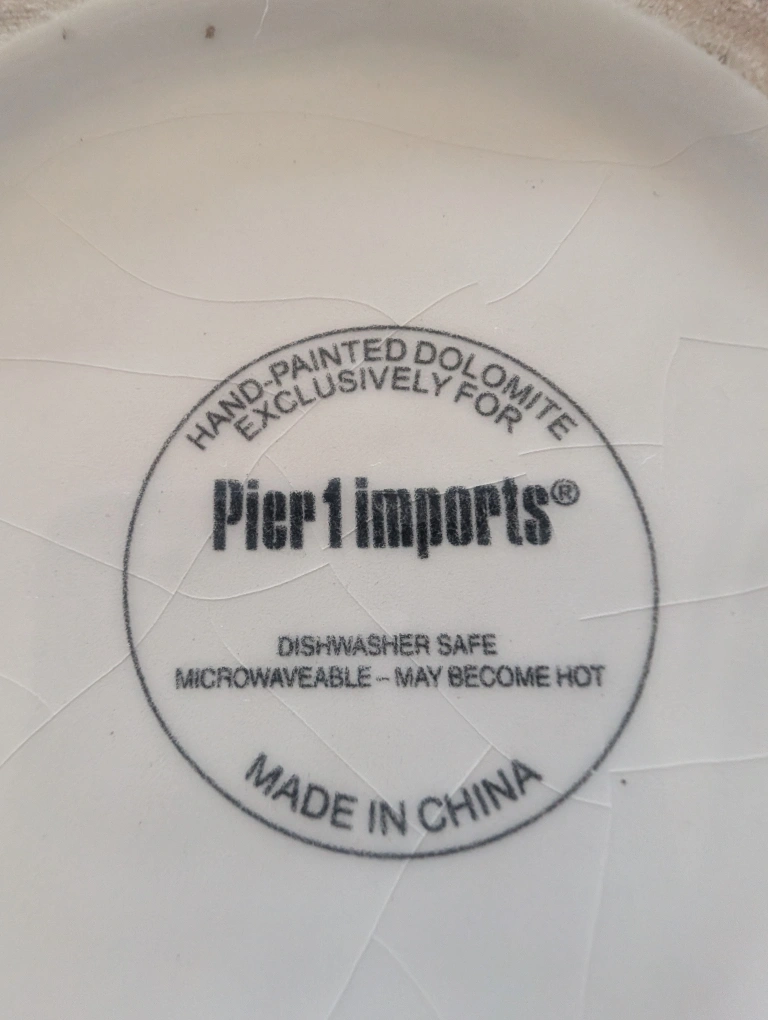 HAND-PAINTED DOLOMITE
EXCLUSIVELY FOR
Pier 1 imports®
DISHWASHER SAFE
MICROWAVEABLE – MAY BECOME HOT
MADE IN CHINA